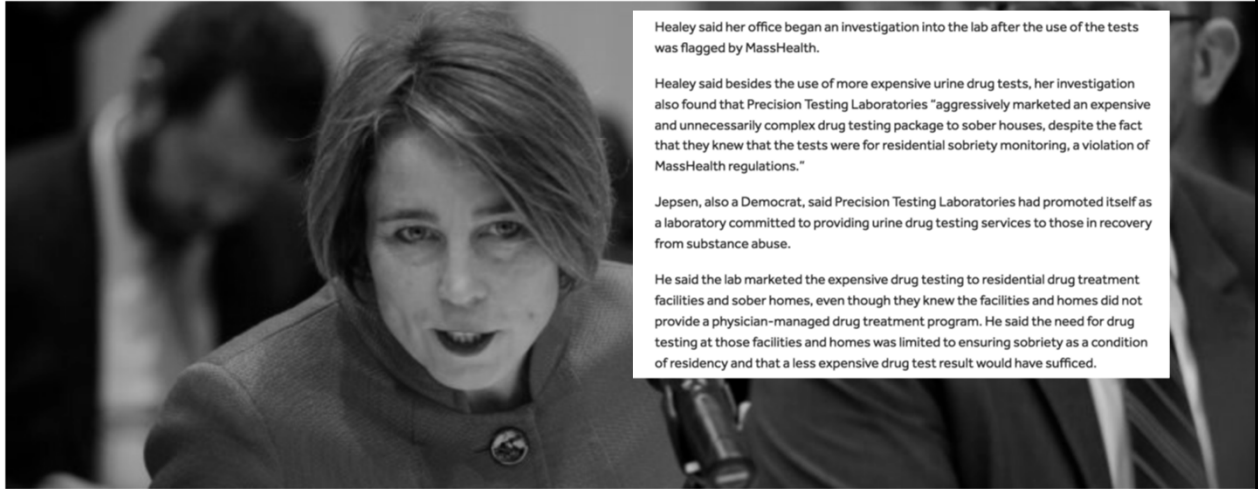 Healey said her office began an investigation into the lab after the use of the tests
was flagged by MassHealth.
Healey said besides the use of more expensive urine drug tests, her investigation
also found that Precision Testing Laboratories "aggressively marketed an expensive
and unnecessarily complex drug testing package to sober houses, despite the fact
that they knew that the tests were for residential sobriety monitoring, a violation of
MassHealth regulations."
Jepsen, also a Democrat, said Precision Testing Laboratories had promoted itself as
a laboratory committed to providing urine drug testing services to those in recovery
from substance abuse.
He said the lab marketed the expensive drug testing to residential drug treatment
facilities and sober homes, even though they knew the facilities and homes did not
provide a physician-managed drug treatment program. He said the need for drug
testing at those facilities and homes was limited to ensuring sobriety as a condition
of residency and that a less expensive drug test result would have sufficed.